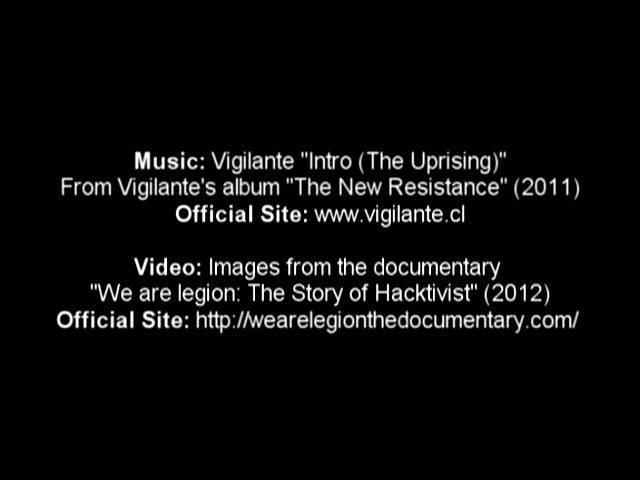 Music: Vigilante "Intro (The Uprising)"
From Vigilante's album "The New Resistance" (2011)
Official Site: www.vigilante.cl
Video: Images from the documentary
"We are legion: The Story of Hacktivist" (2012)
Official Site: http://wearelegionthedocumentary.com/